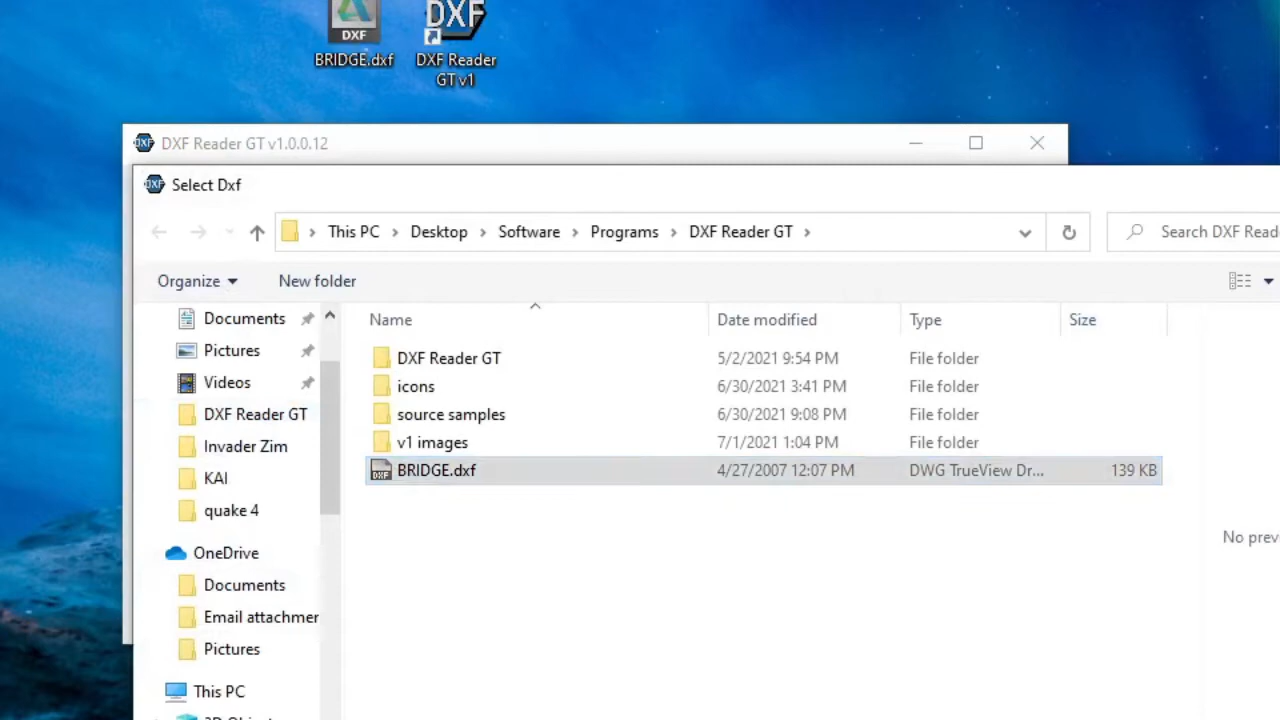 DXF
DXF
BRIDGE.dxf
DXF Reader
GT v1
DXF
DXF Reader GT v1.0.0.12
DXF
Select Dxf
This PC
Desktop
Software
Programs
DXF Reader GT
Search DXF Read
Organize
New folder
Name
Date modified
Type
Size
Documents
Pictures
Videos
DXF Reader GT
Invader Zim
KAI
quake 4
OneDrive
Documents
Email attachmer
Pictures
This PC
DXF Reader GT 5/2/2021 9:54 PM File folder
icons 6/30/2021 3:41 PM File folder
source samples 6/30/2021 9:08 PM File folder
v1 images 7/1/2021 1:04 PM File folder
DXF
BRIDGE.dxf 4/27/2007 12:07 PM DWG TrueView Dr... 139 KB
No prev